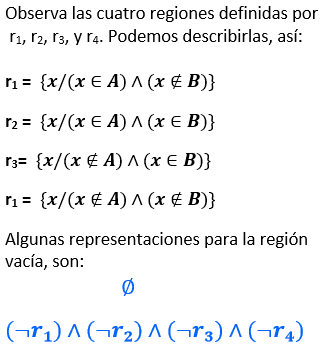 Observa las cuatro regiones definidas por
r₁, r₂, r₃, y r₄. Podemos describirlas, así:
r₁ = {x/(x ∈ A) ∧ (x ∉ B)}
r₂ = {x/(x ∈ A) ∧ (x ∈ B)}
r₃= {x/(x ∉ A) ∧ (x ∈ B)}
r₁ = {x/(x ∉ A) ∧ (x ∉ B)}
Algunas representaciones para la región
vacía, son:
∅
(¬r₁) ∧ (¬r₂) ∧ (¬r₃) ∧ (¬r₄)